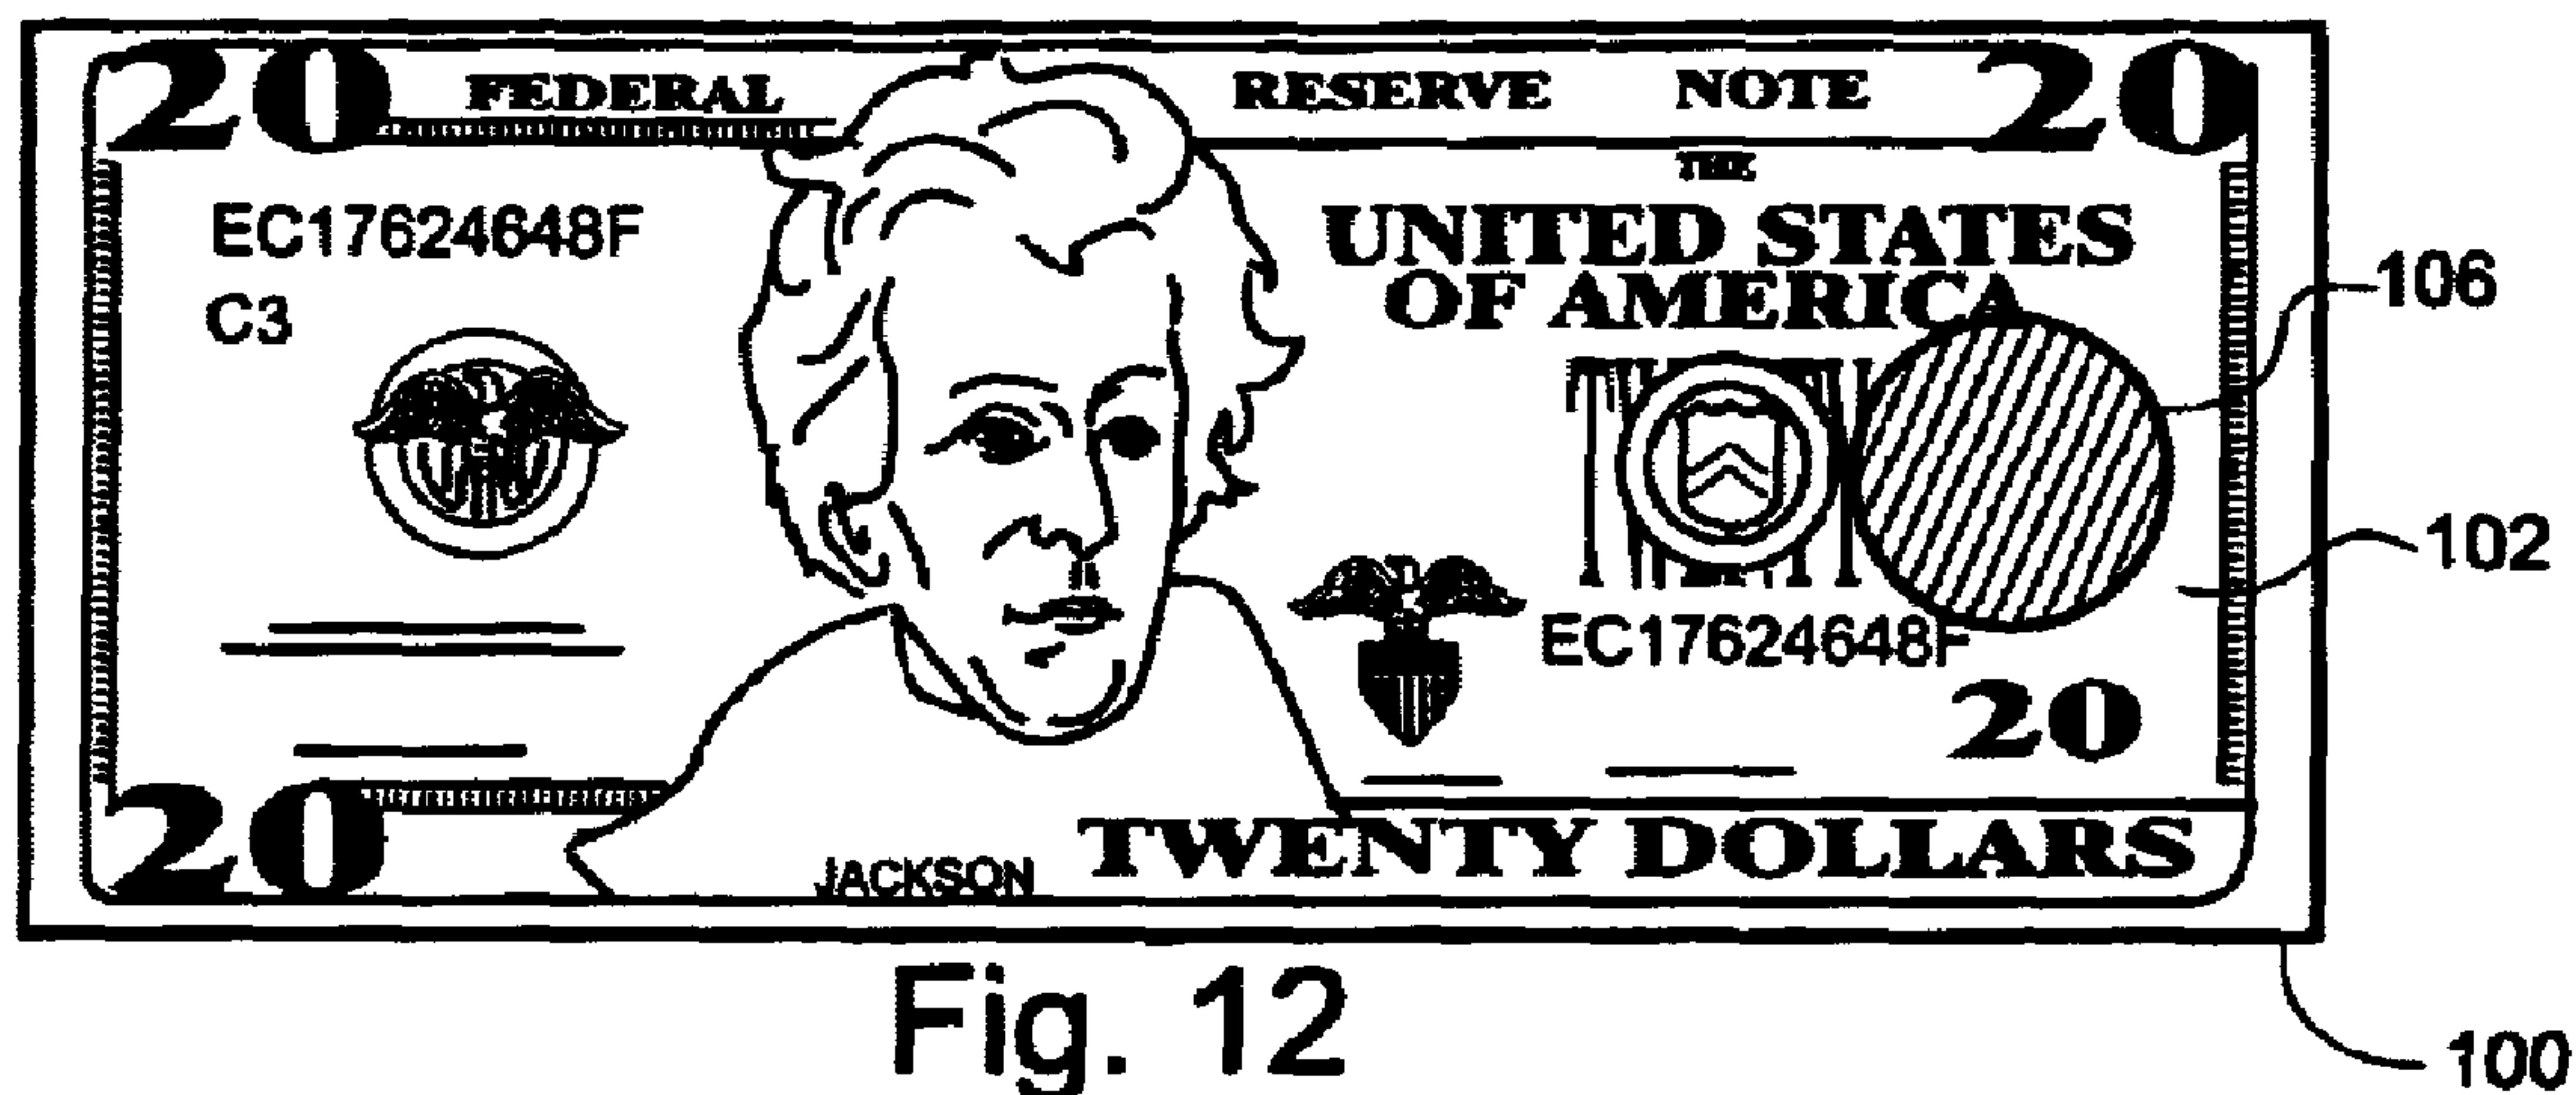 20 FEDERAL RESERVE NOTE 20
THE
EC17624648F
UNITED STATES
OF AMERICA
C3
106
102
EC17624648F
20
20
TWENTY DOLLARS
JACKSON
Fig. 12
100